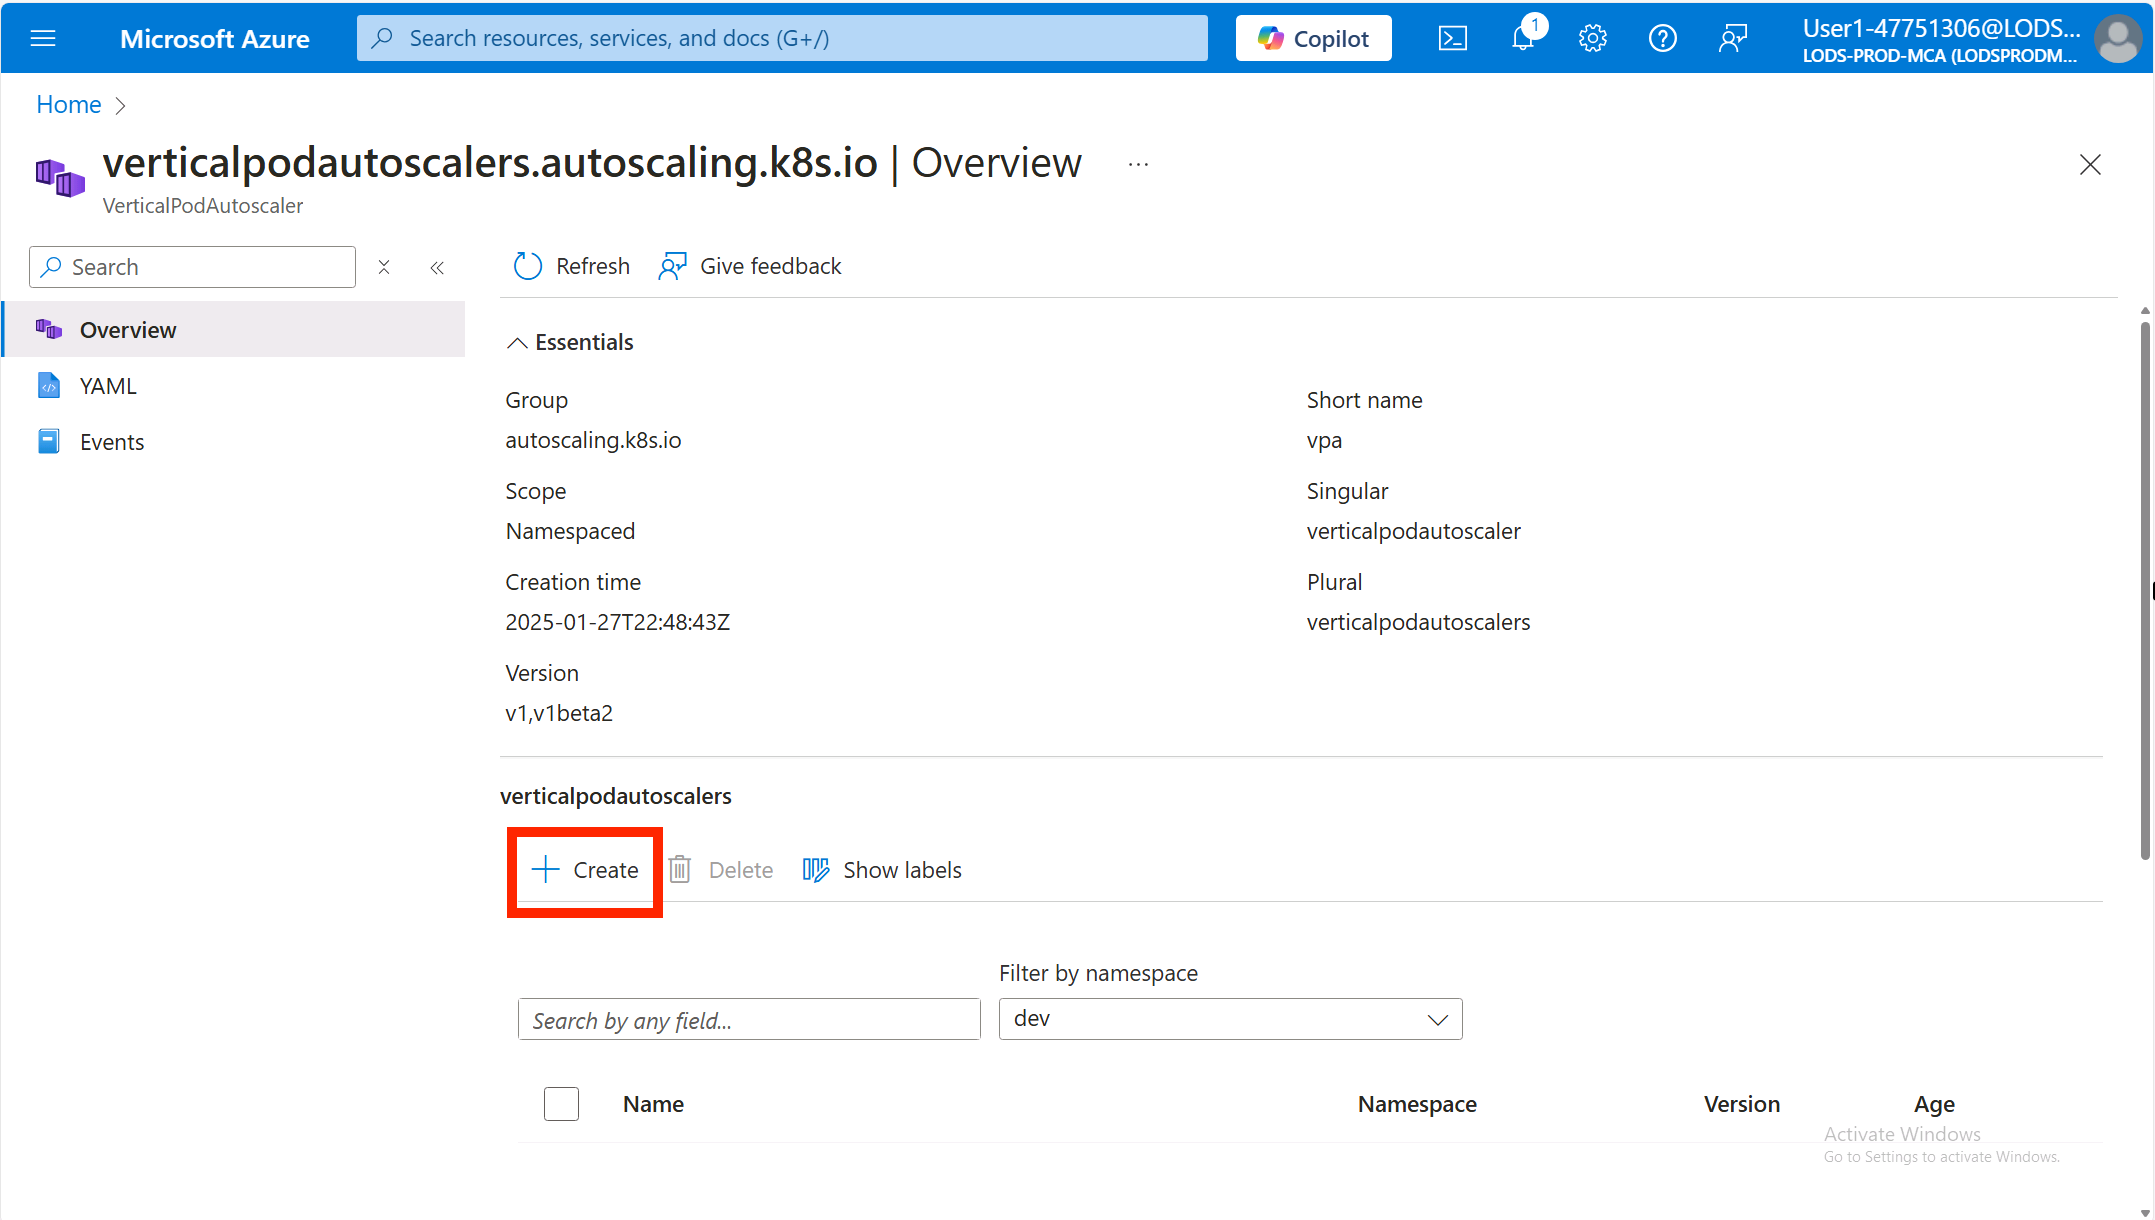 Microsoft Azure
Search resources, services, and docs (G+/)
Copilot
1
User1-47751306@LODS...
LODS-PROD-MCA (LODSPRODM...
Home
verticalpodautoscalers.autoscaling.k8s.io | Overview
...
VerticalPodAutoscaler
Search
Refresh
Give feedback
Overview
YAML
Events
Essentials
Group
autoscaling.k8s.io
Short name
vpa
Scope
Namespaced
Singular
verticalpodautoscaler
Creation time
2025-01-27T22:48:43Z
Plural
verticalpodautoscalers
Version
v1,v1beta2
verticalpodautoscalers
Create
Delete
Show labels
Filter by namespace
Search by any field...
dev
Name
Namespace
Version
Age
Activate Windows
Go to Settings to activate Windows.